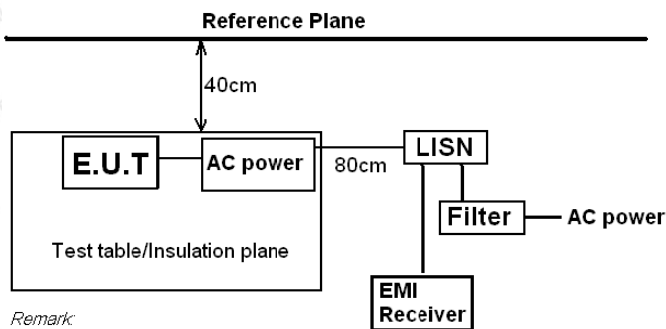 Reference Plane
40cm
E.U.T
AC power
80cm
LISN
Filter
AC power
Test table/Insulation plane
EMI
Receiver
Remark: